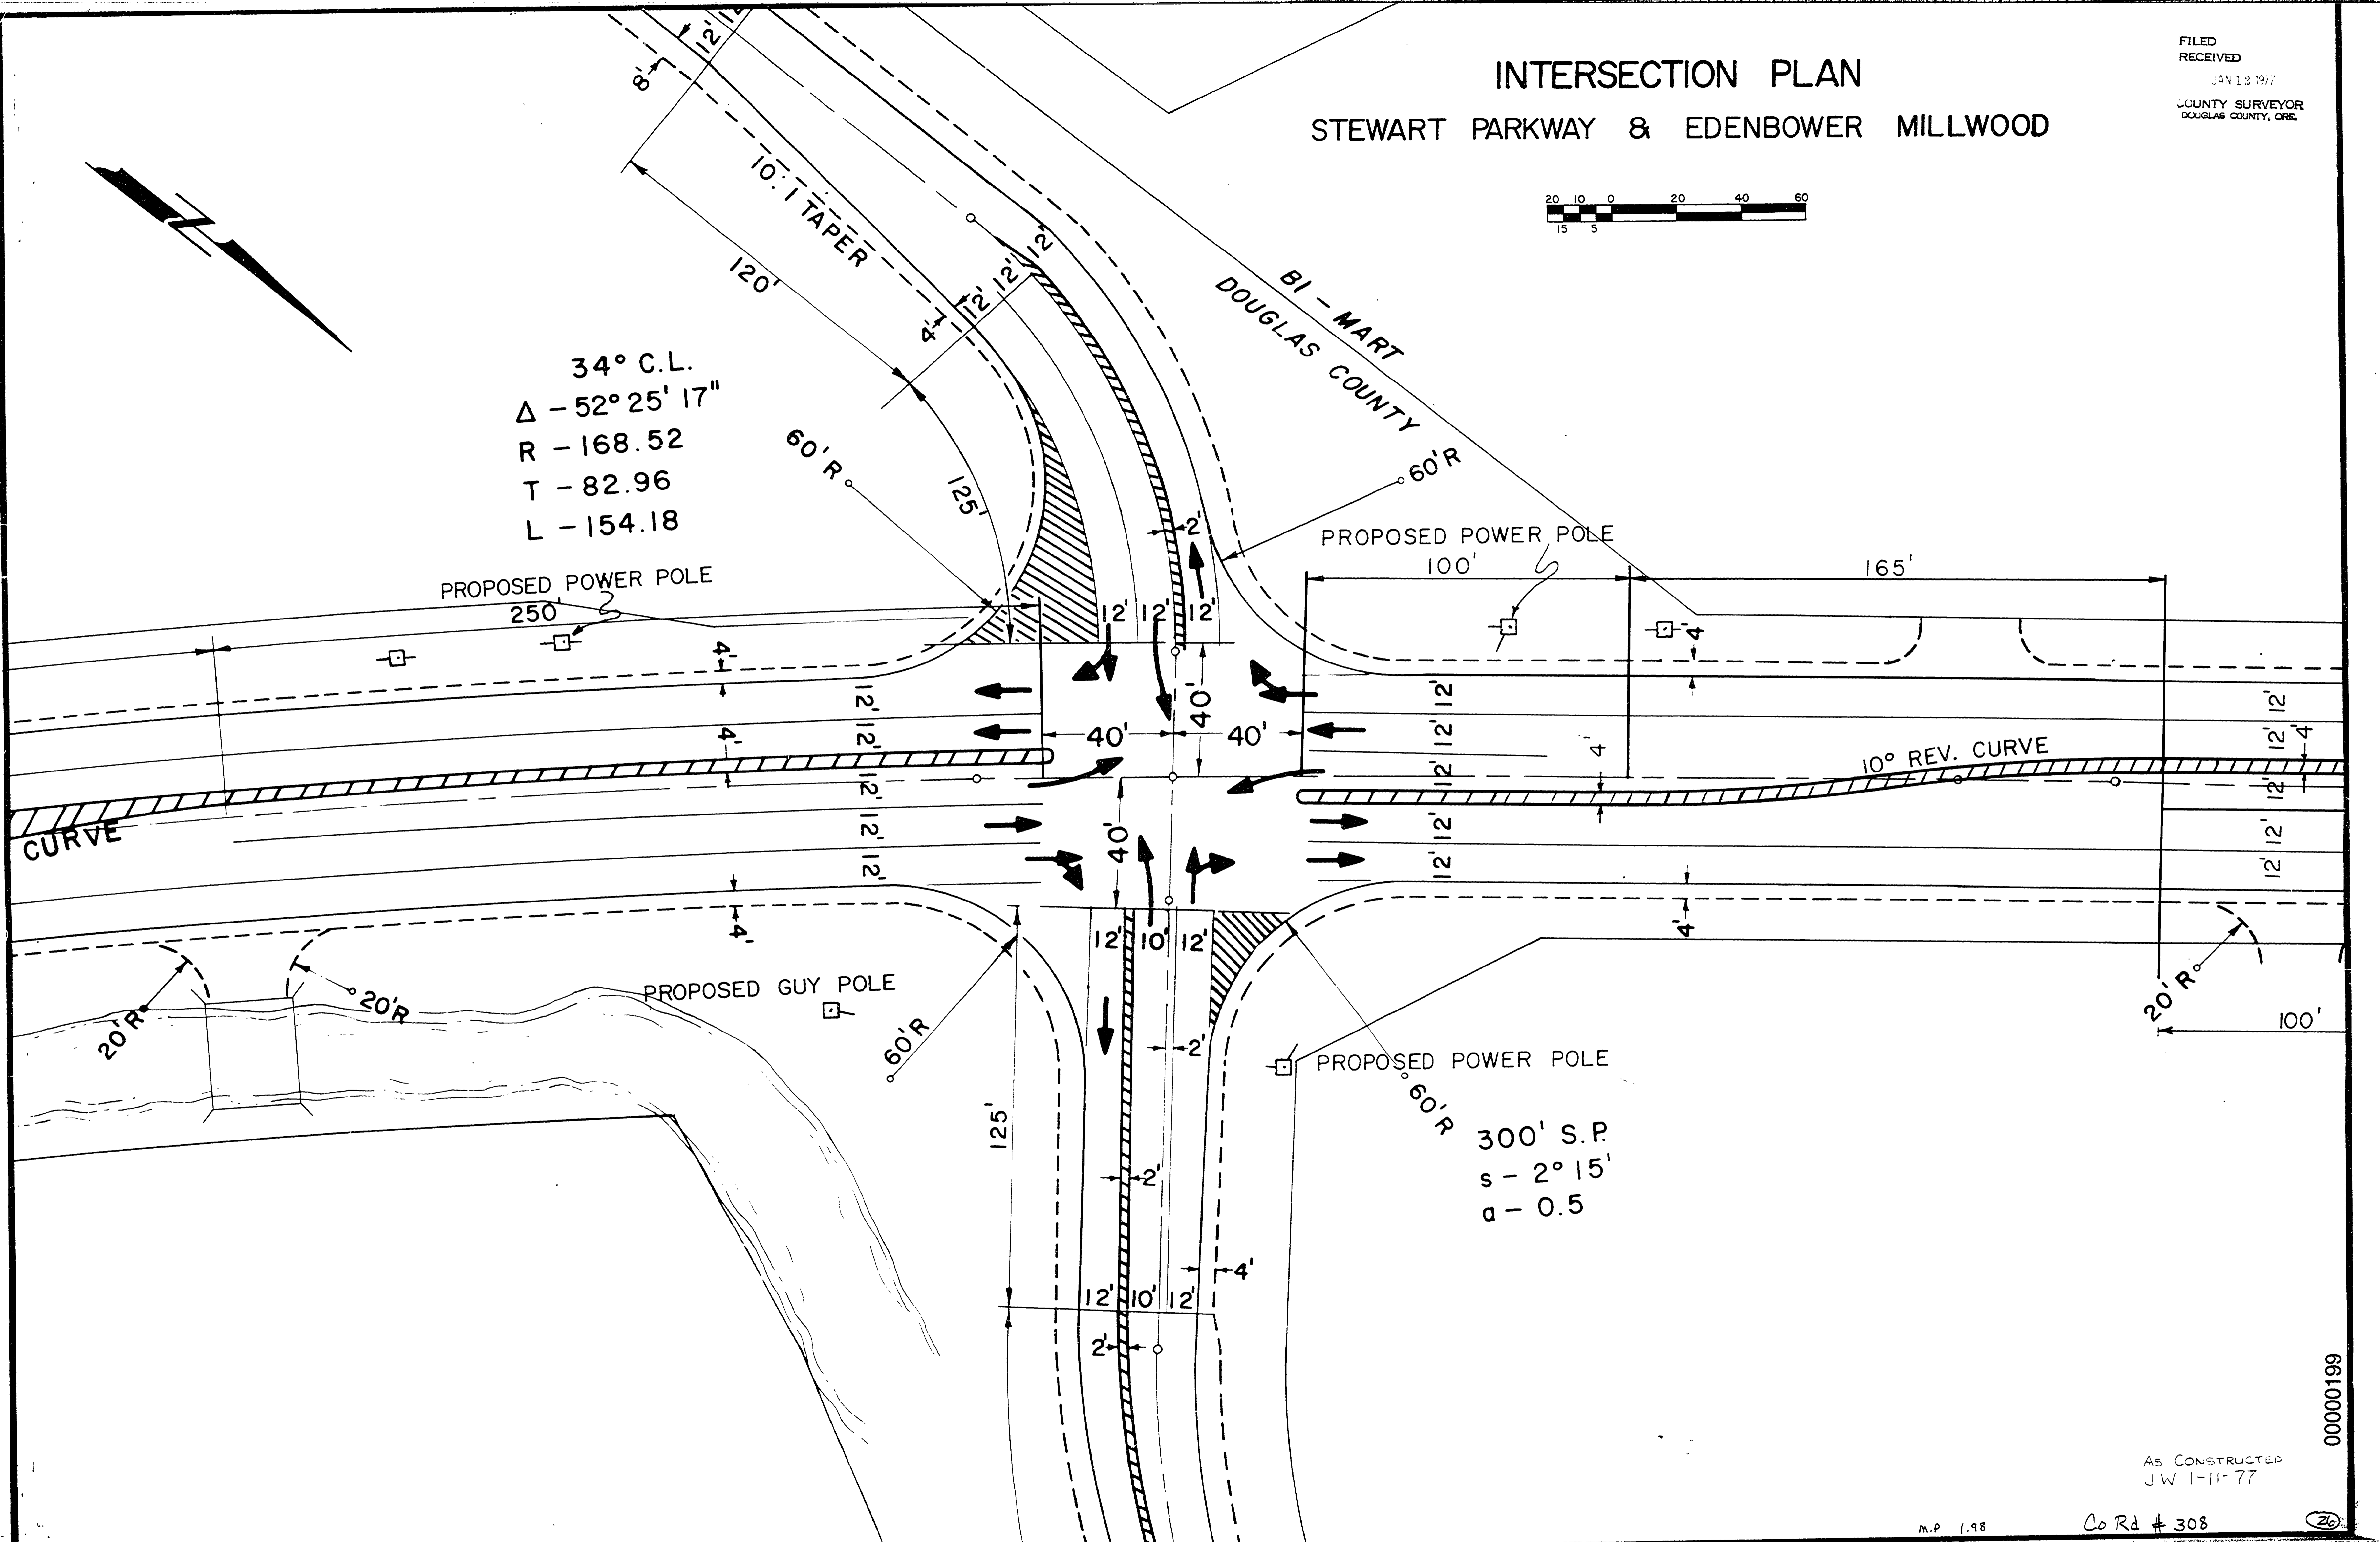 INTERSECTION PLAN
STEWART PARKWAY & EDENBOWER MILLWOOD
FILED
RECEIVED
JAN 12 1977
COUNTY SURVEYOR
DOUGLAS COUNTY, ORE.
20 10 0 20 40 60
15 5
12'
8'
10:1 TAPER
120'
12'
12'
12'
4'
BI-MART
DOUGLAS COUNTY
34° C.L.
Δ - 52° 25' 17"
R - 168.52
T - 82.96
L - 154.18
60' R
125'
60' R
2'
PROPOSED POWER POLE
100'
165'
PROPOSED POWER POLE
250'
12' 12' 12'
4'
4'
12' 12'
12' 12' 12'
4'
40'
40' 40'
40'
12' 12'
12' 12'
12' 12'
4'
10° REV. CURVE
12' 12'
12' 12'
12' 12'
4'
CURVE
4'
4'
12' 10' 12'
PROPOSED GUY POLE
20' R
20' R
60' R
2'
20' R
100'
PROPOSED POWER POLE
60' R
125'
300' S.P.
s - 2° 15'
a - 0.5
2'
4'
12' 10' 12'
2'
00000199
AS CONSTRUCTED
JW 1-11-77
M.P 1.98
Co Rd # 308
26